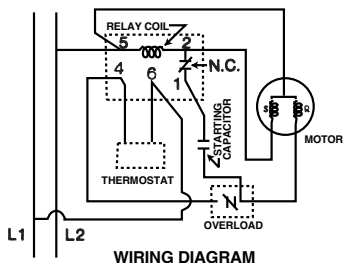 RELAY COIL
5
2
N.C.
4
6
1
STARTING
CAPACITOR
S
R
MOTOR
THERMOSTAT
OVERLOAD
L1
L2
WIRING DIAGRAM